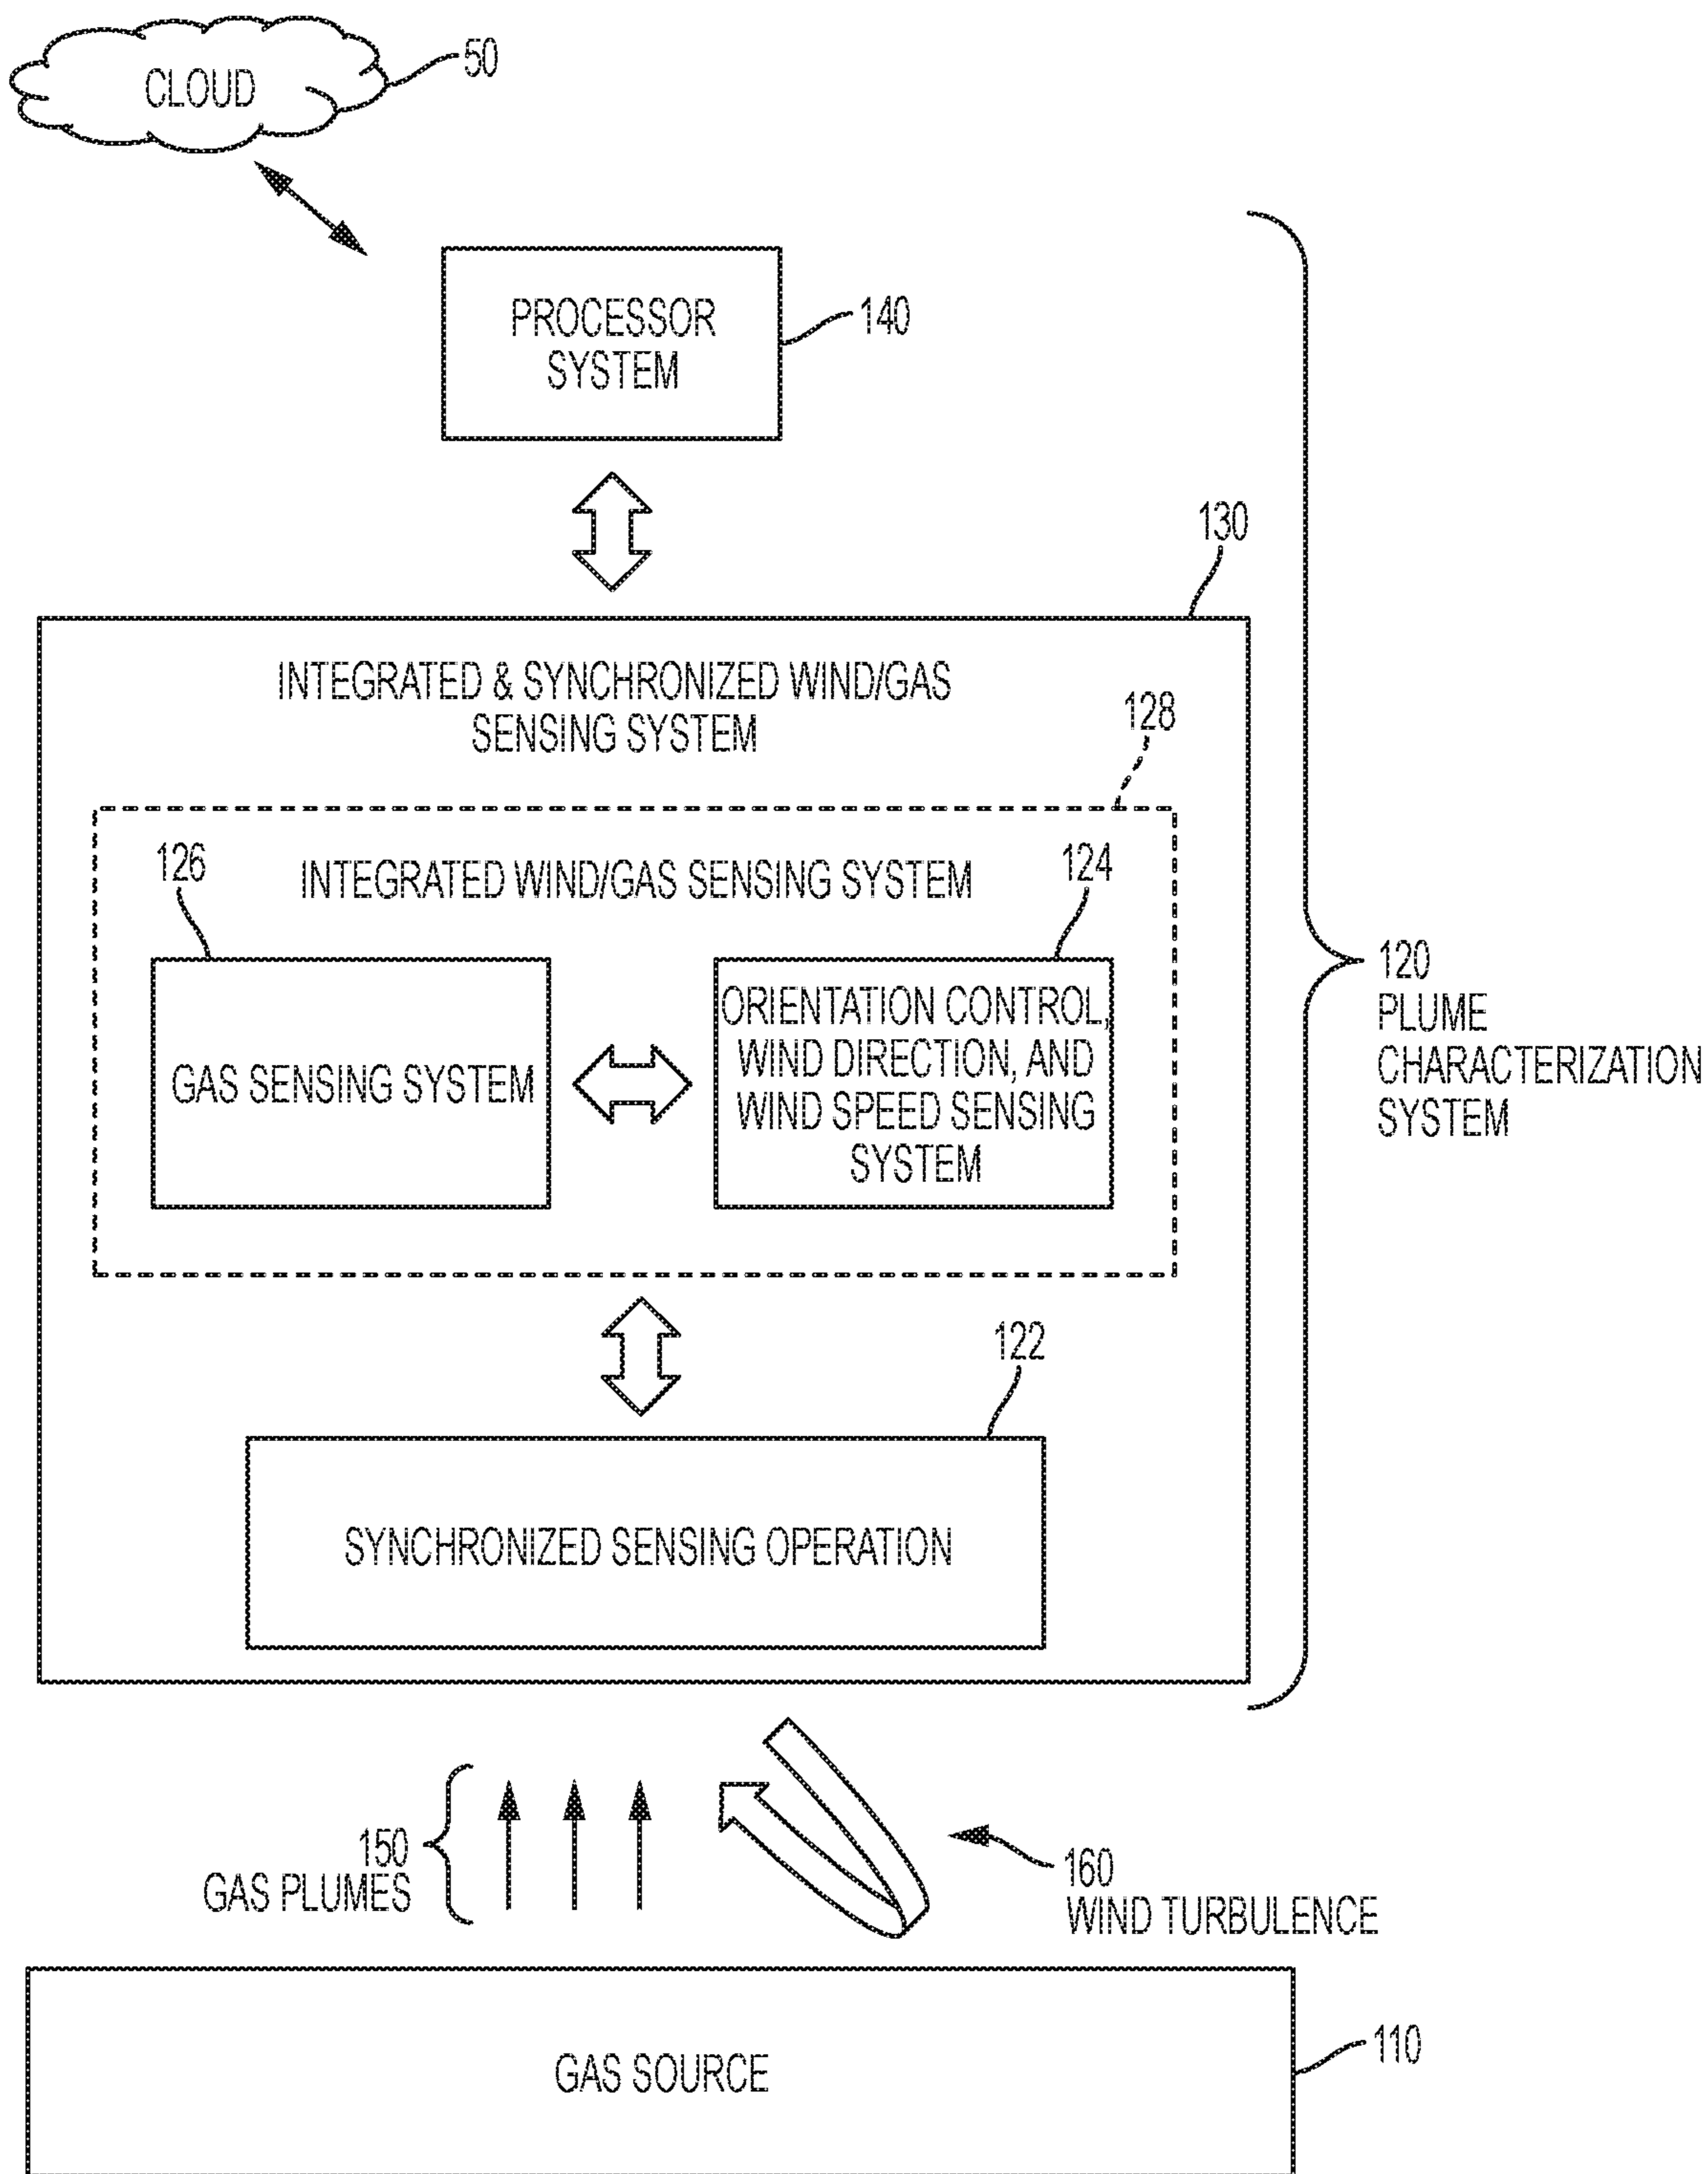 CLOUD
50
PROCESSOR
SYSTEM
140
130
INTEGRATED & SYNCHRONIZED WIND/GAS
SENSING SYSTEM
128
126
INTEGRATED WIND/GAS SENSING SYSTEM
124
GAS SENSING SYSTEM
ORIENTATION CONTROL,
WIND DIRECTION, AND
WIND SPEED SENSING
SYSTEM
120
PLUME
CHARACTERIZATION
SYSTEM
122
SYNCHRONIZED SENSING OPERATION
150
GAS PLUMES
160
WIND TURBULENCE
GAS SOURCE
110